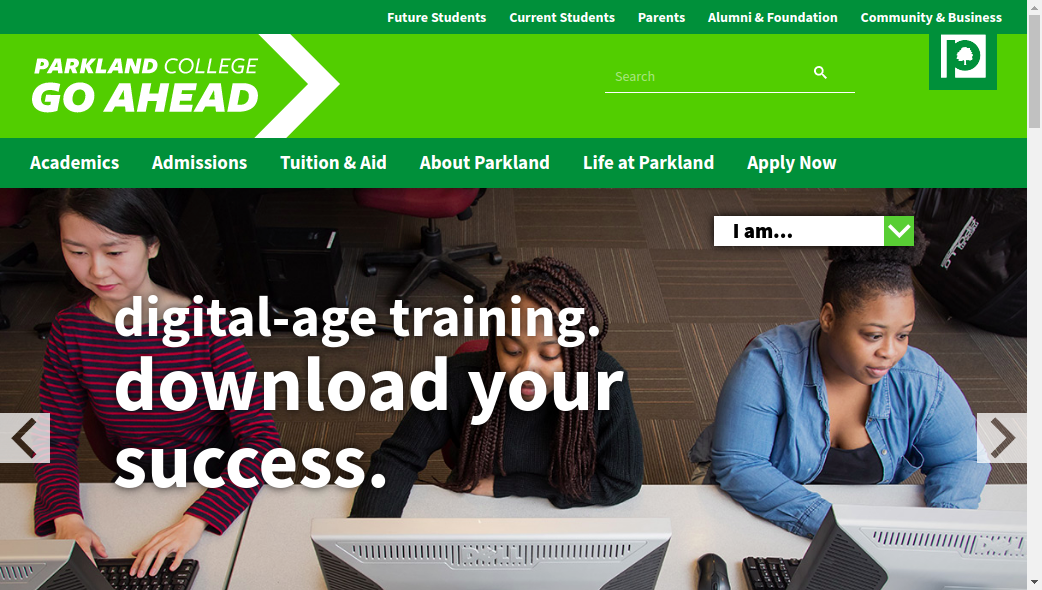 Future Students Current Students Parents Alumni & Foundation Community & Business
PARKLAND COLLEGE
GO AHEAD
Search
p
Academics Admissions Tuition & Aid About Parkland Life at Parkland Apply Now
I am...
digital-age training.
download your
success.